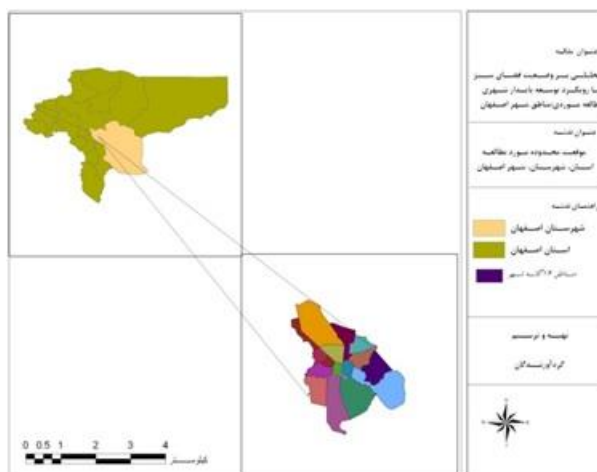 عنوان مقاله
تحلیلی بر وضعیت فضای سبز
با رویکرد توسعه پایدار شهری
مطالعه موردی:مناطق شهر اصفهان
عنوان نقشه
موقعیت محدوده مورد مطالعه
استان، شهرستان، شهر اصفهان
راهنمای نقشه
شهرستان اصفهان
استان اصفهان
مناطق ۱۴گانه شهر
تهیه و ترسیم
گردآورنندگان
0 0.5 1 2 3 4
کیلومتر